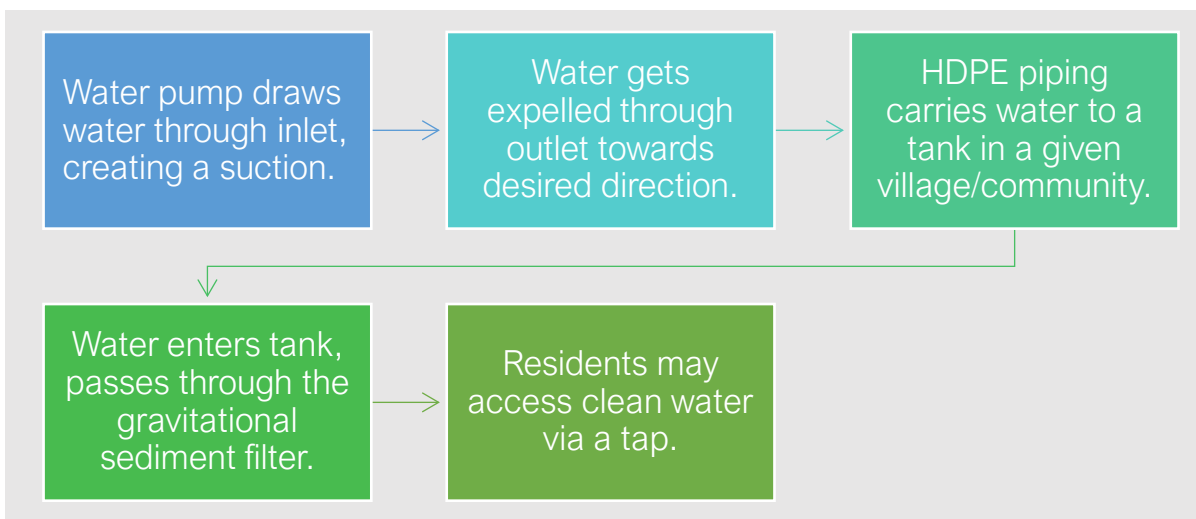 Water pump draws
water through inlet,
creating a suction.
Water gets
expelled through
outlet towards
desired direction.
HDPE piping
carries water to a
tank in a given
village/community.
Water enters tank,
passes through the
gravitational
sediment filter.
Residents may
access clean water
via a tap.